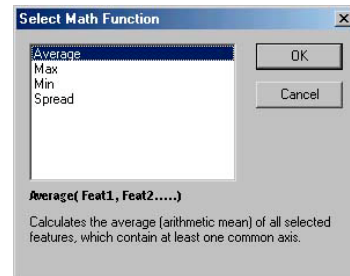 Select Math Function
Average
Max
Min
Spread
OK
Cancel
Average( Feat1, Feat2.....)
Calculates the average (arithmetic mean) of all selected
features, which contain at least one common axis.